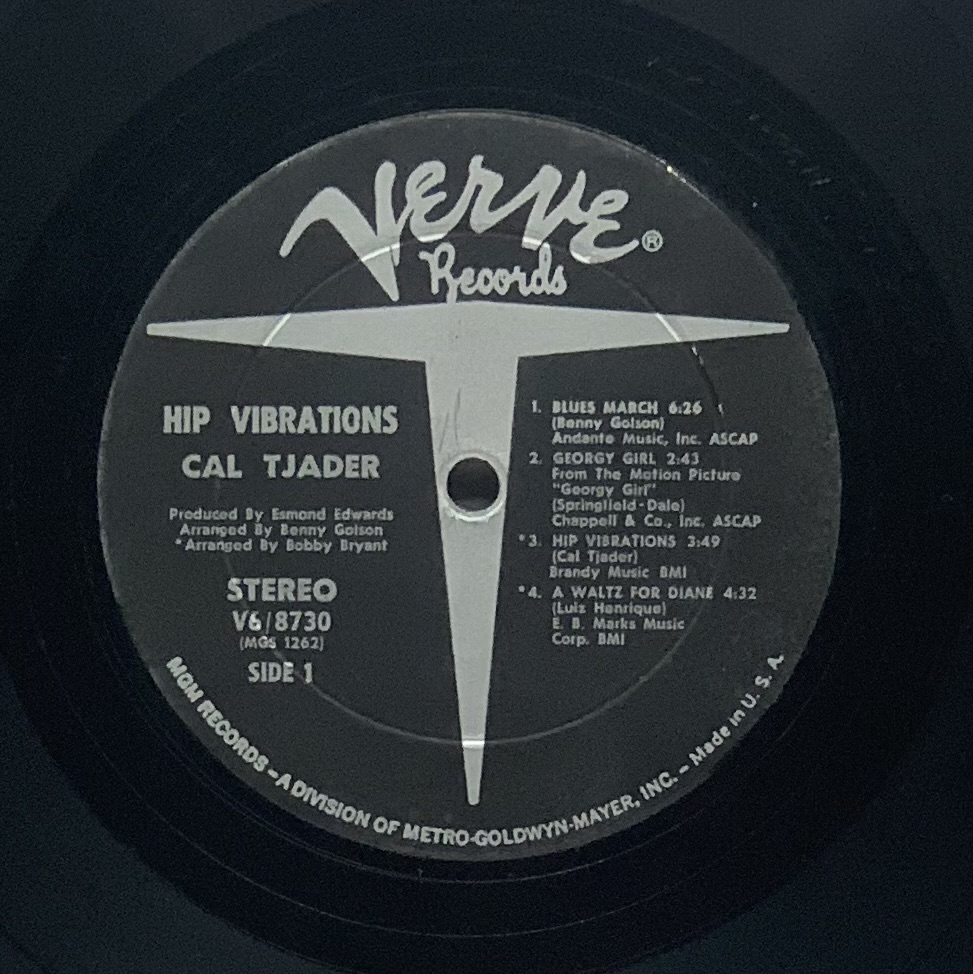 Verve®
Records
HIP VIBRATIONS
CAL TJADER
Produced By Esmond Edwards
Arranged By Benny Golson
*Arranged By Bobby Bryant
STEREO
V6/8730
(MGS 1262)
SIDE 1
1. BLUES MARCH 6:26
(Benny Golson)
Andante Music, Inc. ASCAP
2. GEORGY GIRL 2:43
From The Motion Picture
"Georgy Girl"
(Springfield-Dale)
Chappell & Co., Inc. ASCAP
*3. HIP VIBRATIONS 3:49
(Cal Tjader)
Brandy Music BMI
*4. A WALTZ FOR DIANE 4:32
(Luiz Henrique)
E. B. Marks Music
Corp. BMI
MGM RECORDS – A DIVISION OF METRO-GOLDWYN-MAYER, INC. – Made in U. S. A.